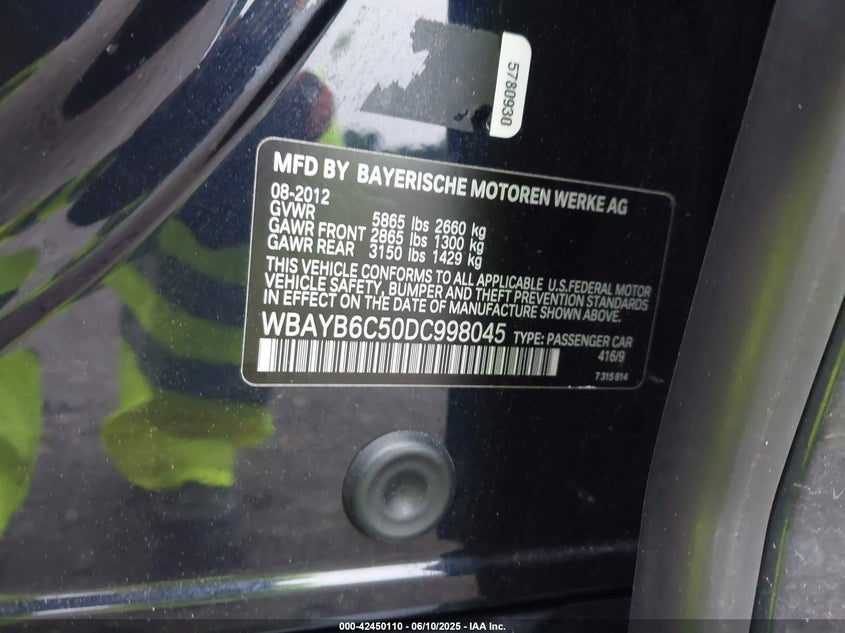 5780930
MFD BY BAYERISCHE MOTOREN WERKE AG
08-2012
GVWR 5865 lbs 2660 kg
GAWR FRONT 2865 lbs 1300 kg
GAWR REAR 3150 lbs 1429 kg
THIS VEHICLE CONFORMS TO ALL APPLICABLE U.S.FEDERAL MOTOR
VEHICLE SAFETY, BUMPER AND THEFT PREVENTION STANDARDS
IN EFFECT ON THE DATE OF MANUFACTURE SHOWN ABOVE.
WBAYB6C50DC998045 TYPE: PASSENGER CAR
416/9
7 315 814
000-42450110 - 06/10/2025 - IAA Inc.